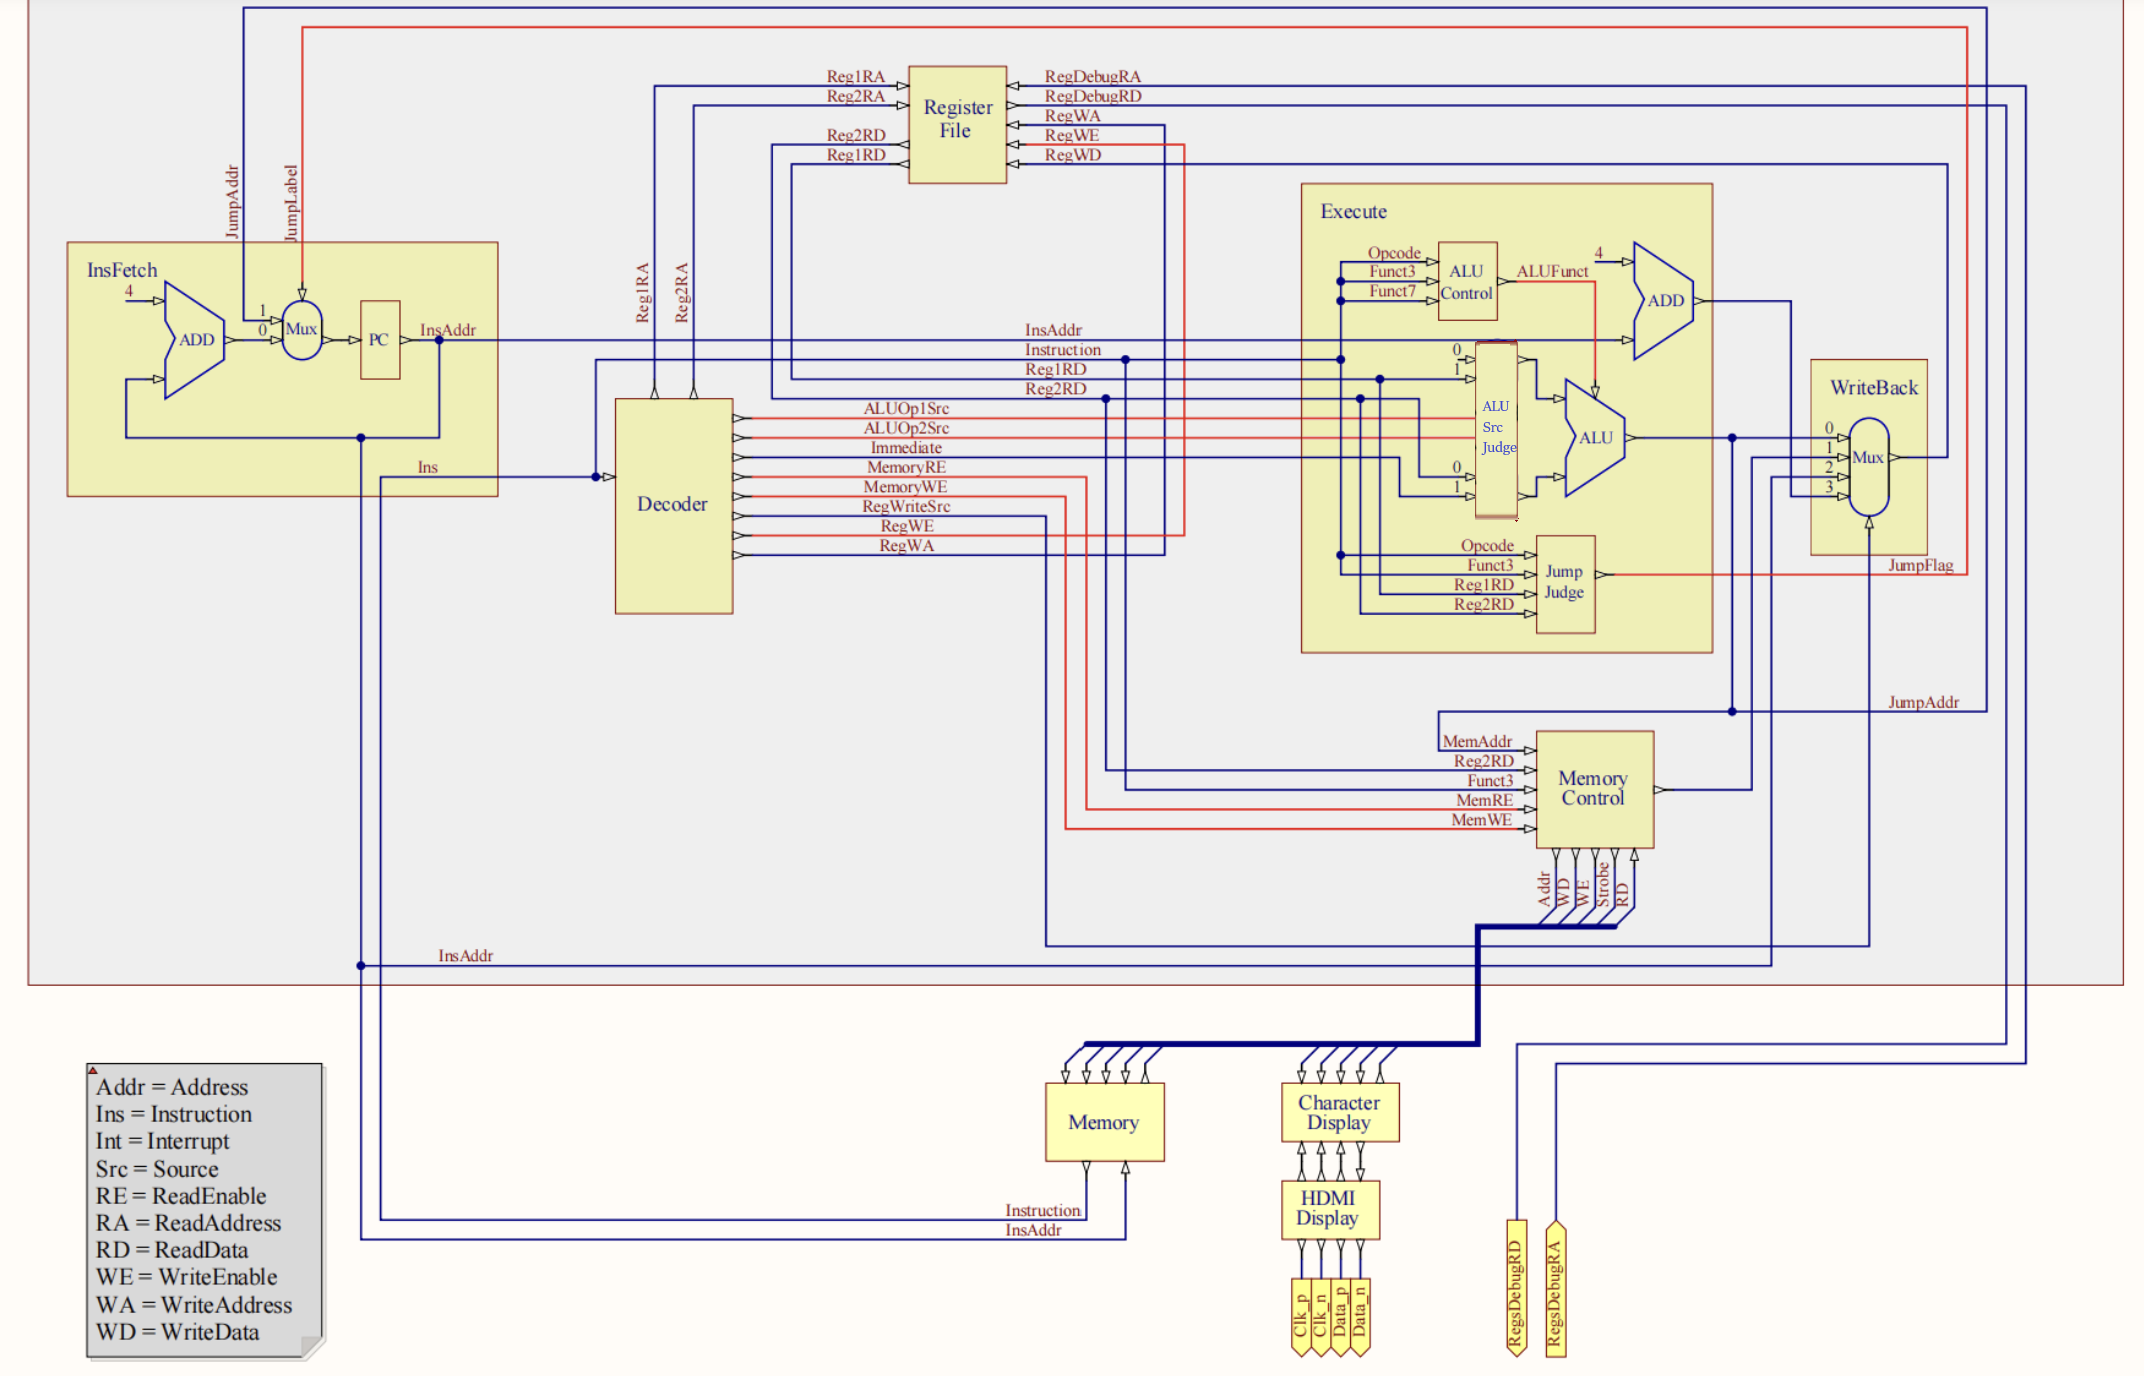 Reg1RA
Reg2RA
Reg2RD
Reg1RD
Register
File
RegDebugRA
RegDebugRD
RegWA
RegWE
RegWD
JumpAddr
JumpLabel
InsFetch
4
ADD
1
0
Mux
PC
InsAddr
Reg1RA
Reg2RA
InsAddr
Instruction
Reg1RD
Reg2RD
Execute
Opcode
Funct3
Funct7
ALU
Control
ALUFunct
4
ADD
0
1
ALU
Src
Judge
0
1
ALU
WriteBack
0
1
2
3
Mux
Ins
Decoder
ALUOp1Src
ALUOp2Src
Immediate
MemoryRE
MemoryWE
RegWriteSrc
RegWE
RegWA
Opcode
Funct3
Reg1RD
Reg2RD
Jump
Judge
JumpFlag
JumpAddr
MemAddr
Reg2RD
Funct3
MemRE
MemWE
Memory
Control
Addr
WD
WE
Strobe
RD
InsAddr
Addr = Address
Ins = Instruction
Int = Interrupt
Src = Source
RE = ReadEnable
RA = ReadAddress
RD = ReadData
WE = WriteEnable
WA = WriteAddress
WD = WriteData
Memory
Instruction
InsAddr
Character
Display
HDMI
Display
Clk_p
Clk_n
Data_p
Data_n
RegsDebugRD
RegsDebugRA